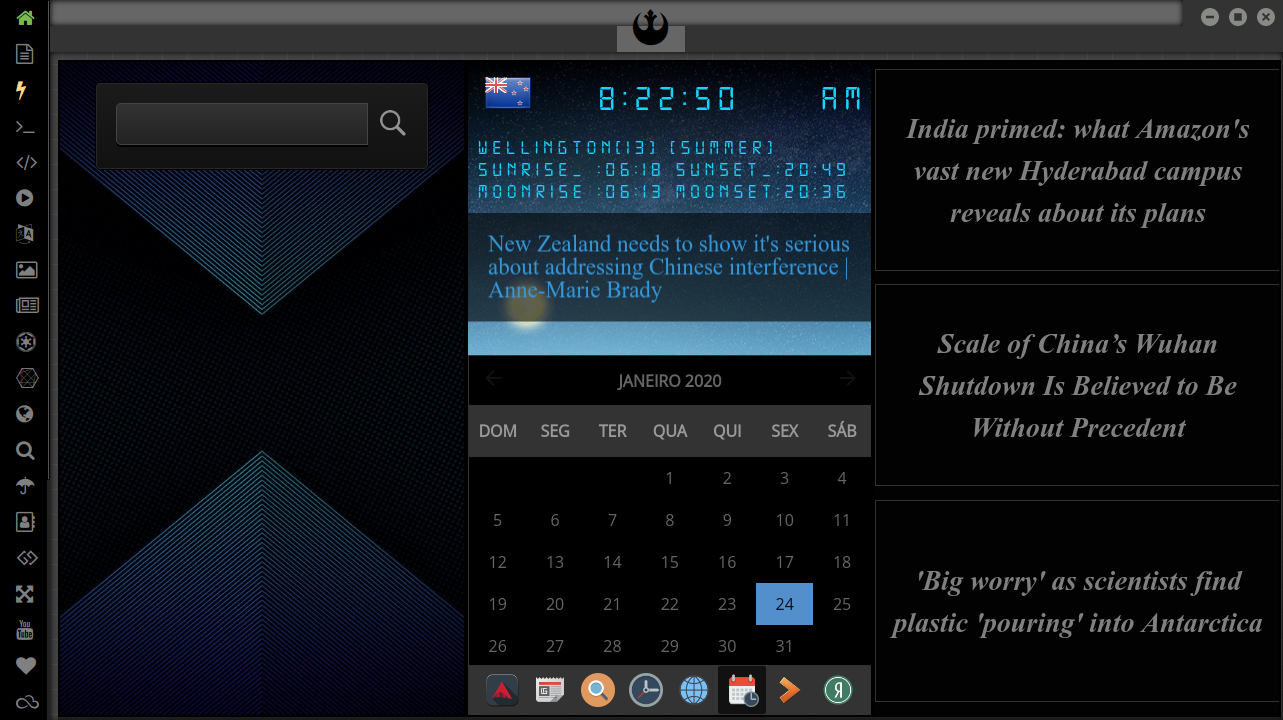 8:22:50 AM
WELLINGTON(13) (SUMMER)
SUNRISE_ :06:18 SUNSET_:20:49
MOONRISE :06:13 MOONSET:20:36
New Zealand needs to show it's serious
about addressing Chinese interference |
Anne-Marie Brady
JANEIRO 2020
DOM SEG TER QUA QUI SEX SÁB
1 2 3 4
5 6 7 8 9 10 11
12 13 14 15 16 17 18
19 20 21 22 23 24 25
26 27 28 29 30 31
India primed: what Amazon's
vast new Hyderabad campus
reveals about its plans
Scale of China’s Wuhan
Shutdown Is Believed to Be
Without Precedent
'Big worry' as scientists find
plastic 'pouring' into Antarctica
You
Tube